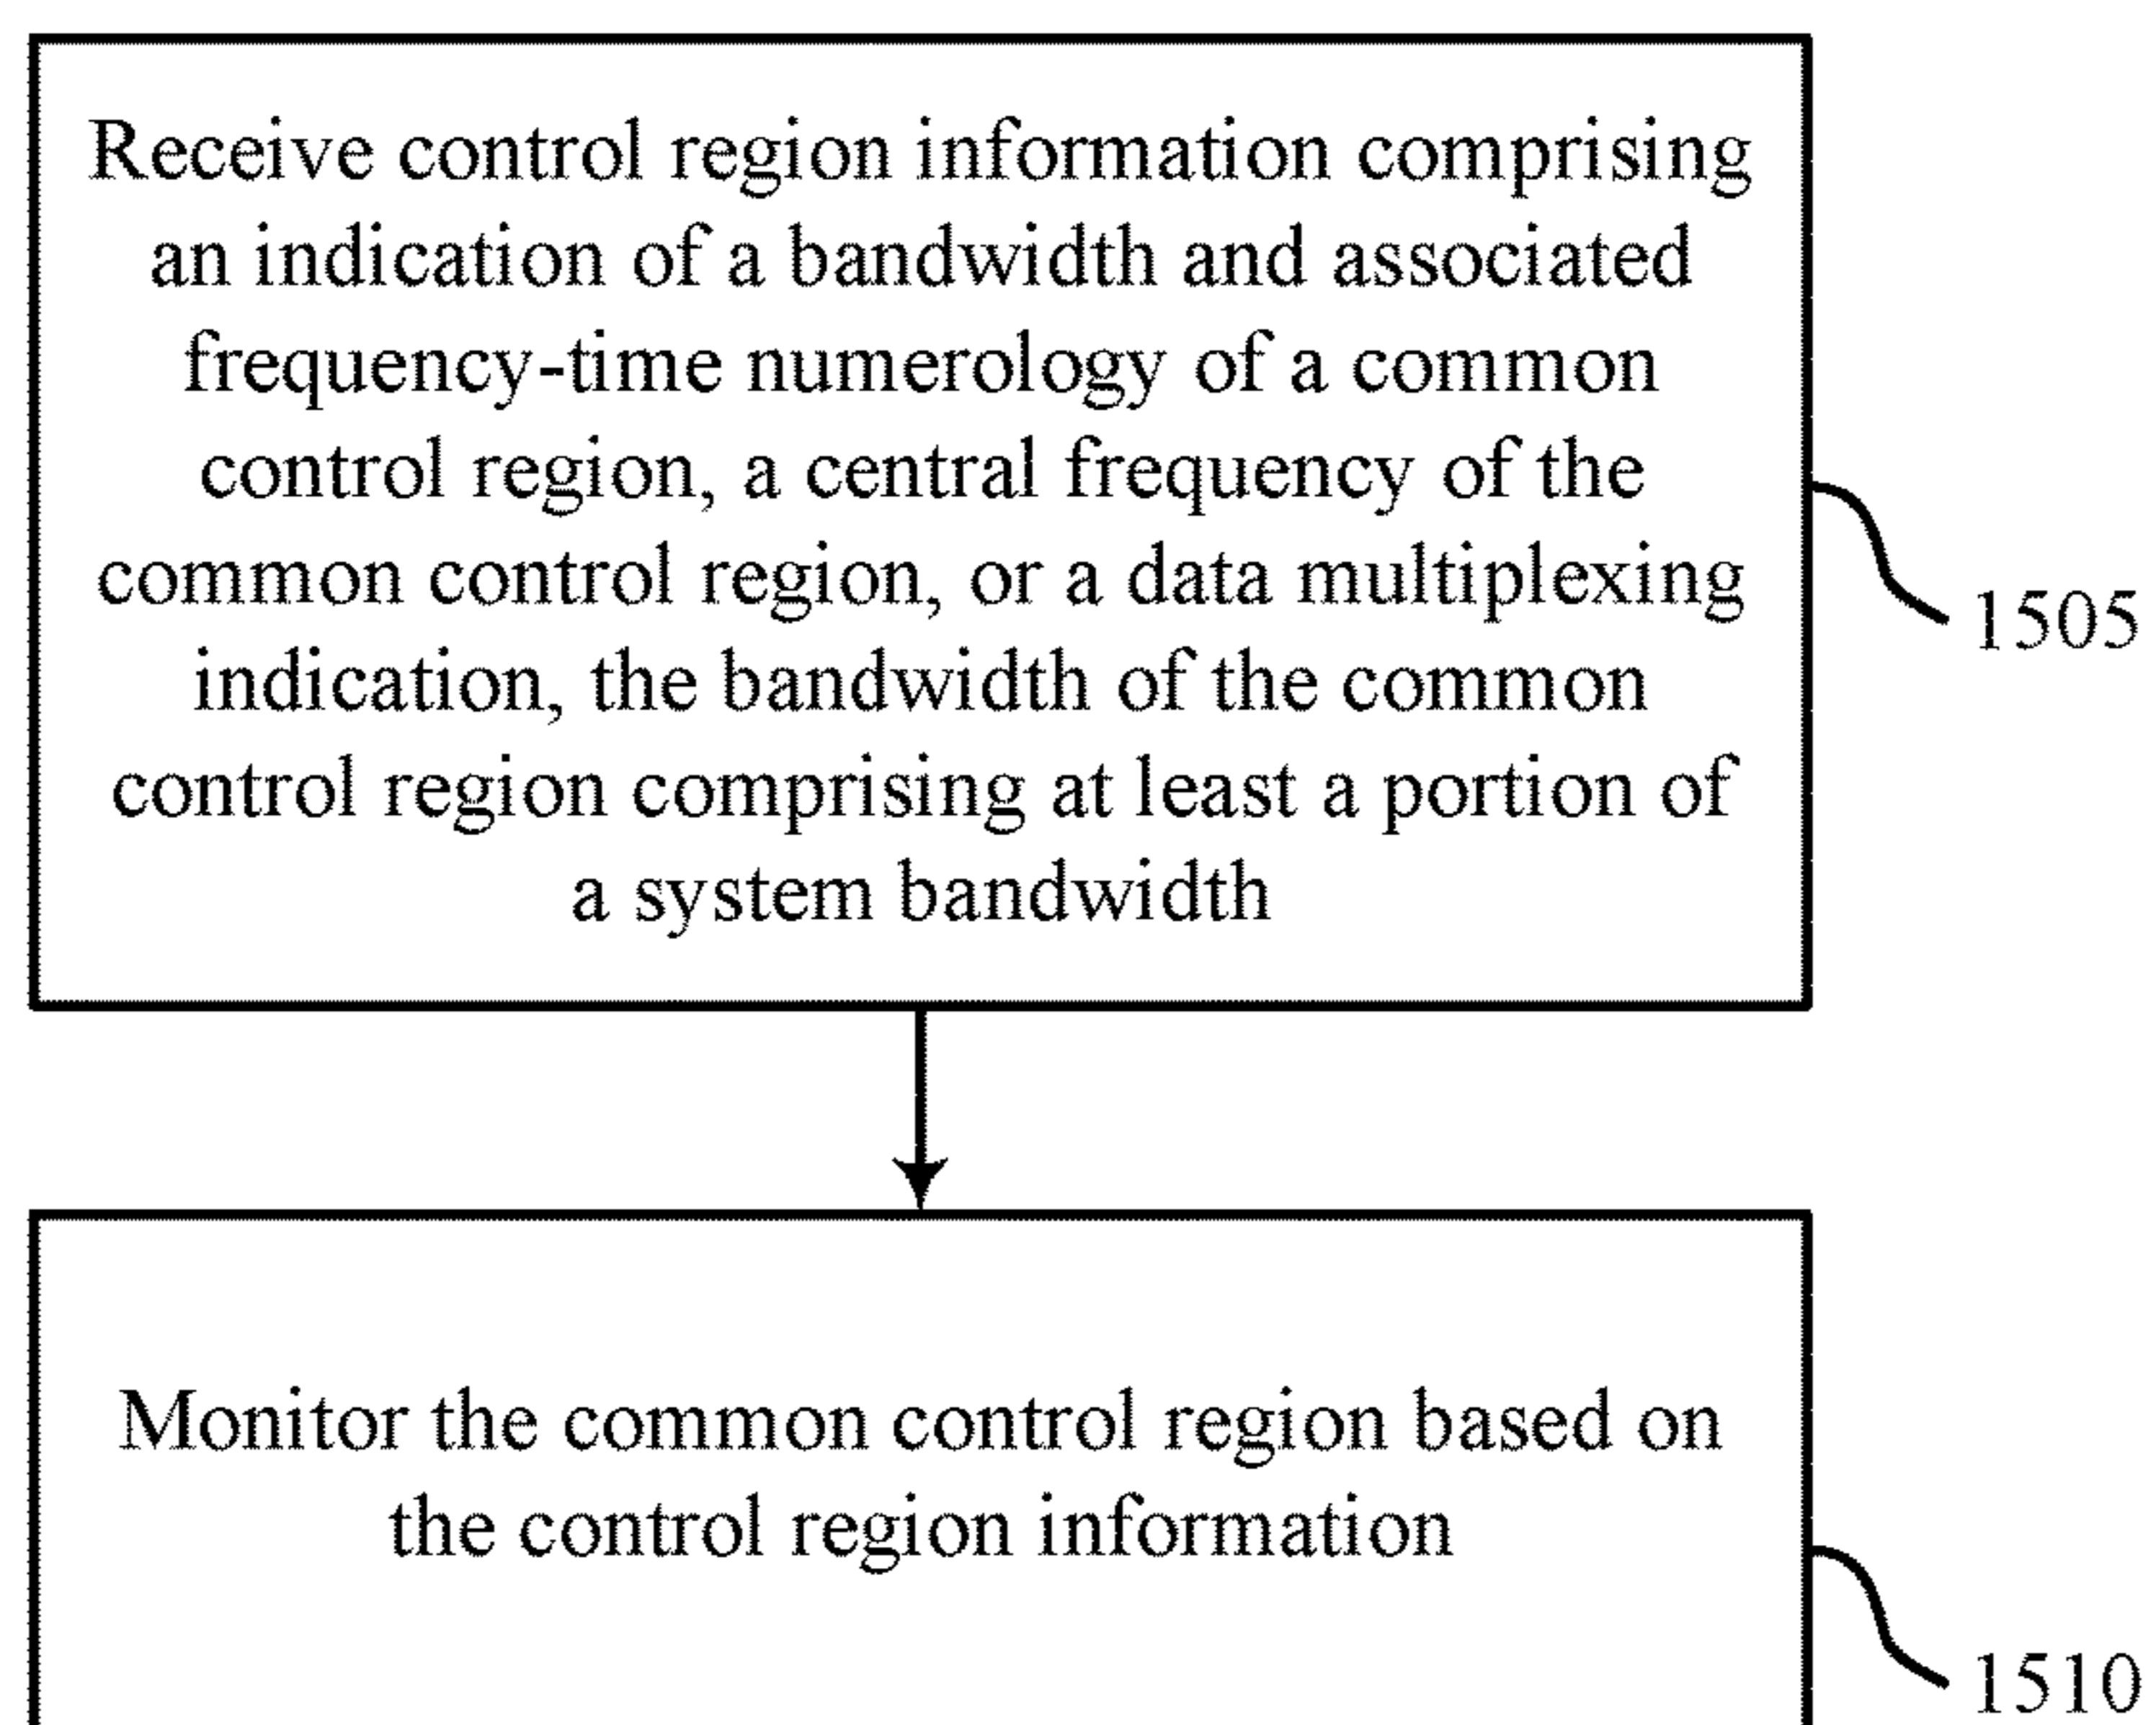 Receive control region information comprising
an indication of a bandwidth and associated
frequency-time numerology of a common
control region, a central frequency of the
common control region, or a data multiplexing
indication, the bandwidth of the common
control region comprising at least a portion of
a system bandwidth
1505
Monitor the common control region based on
the control region information
1510